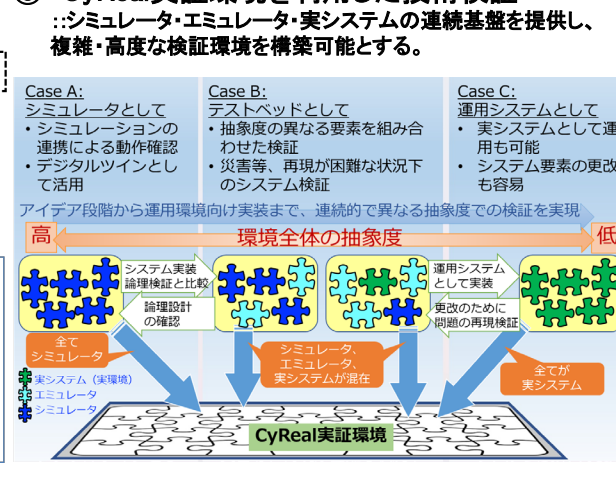 ::シミュレータ・エミュレータ・実システムの連続基盤を提供し、
複雑・高度な検証環境を構築可能とする。
Case A:
シミュレータとして
• シミュレーションの
連携による動作確認
• デジタルツインとし
て活用
Case B:
テストベッドとして
• 抽象度の異なる要素を組み合
わせた検証
• 災害等、再現が困難な状況下
のシステム検証
Case C:
運用システムとして
• 実システムとして運
用も可能
• システム要素の更改
も容易
アイデア段階から運用環境向け実装まで、連続的で異なる抽象度での検証を実現
高
環境全体の抽象度
低
システム実装
論理検証と比較
論理設計
の確認
運用システム
として実装
更改のために
問題の再現検証
全て
シミュレータ
シミュレータ、
エミュレータ、
実システムが混在
全てが
実システム
実システム（実環境）
エミュレータ
シミュレータ
CyReal実証環境